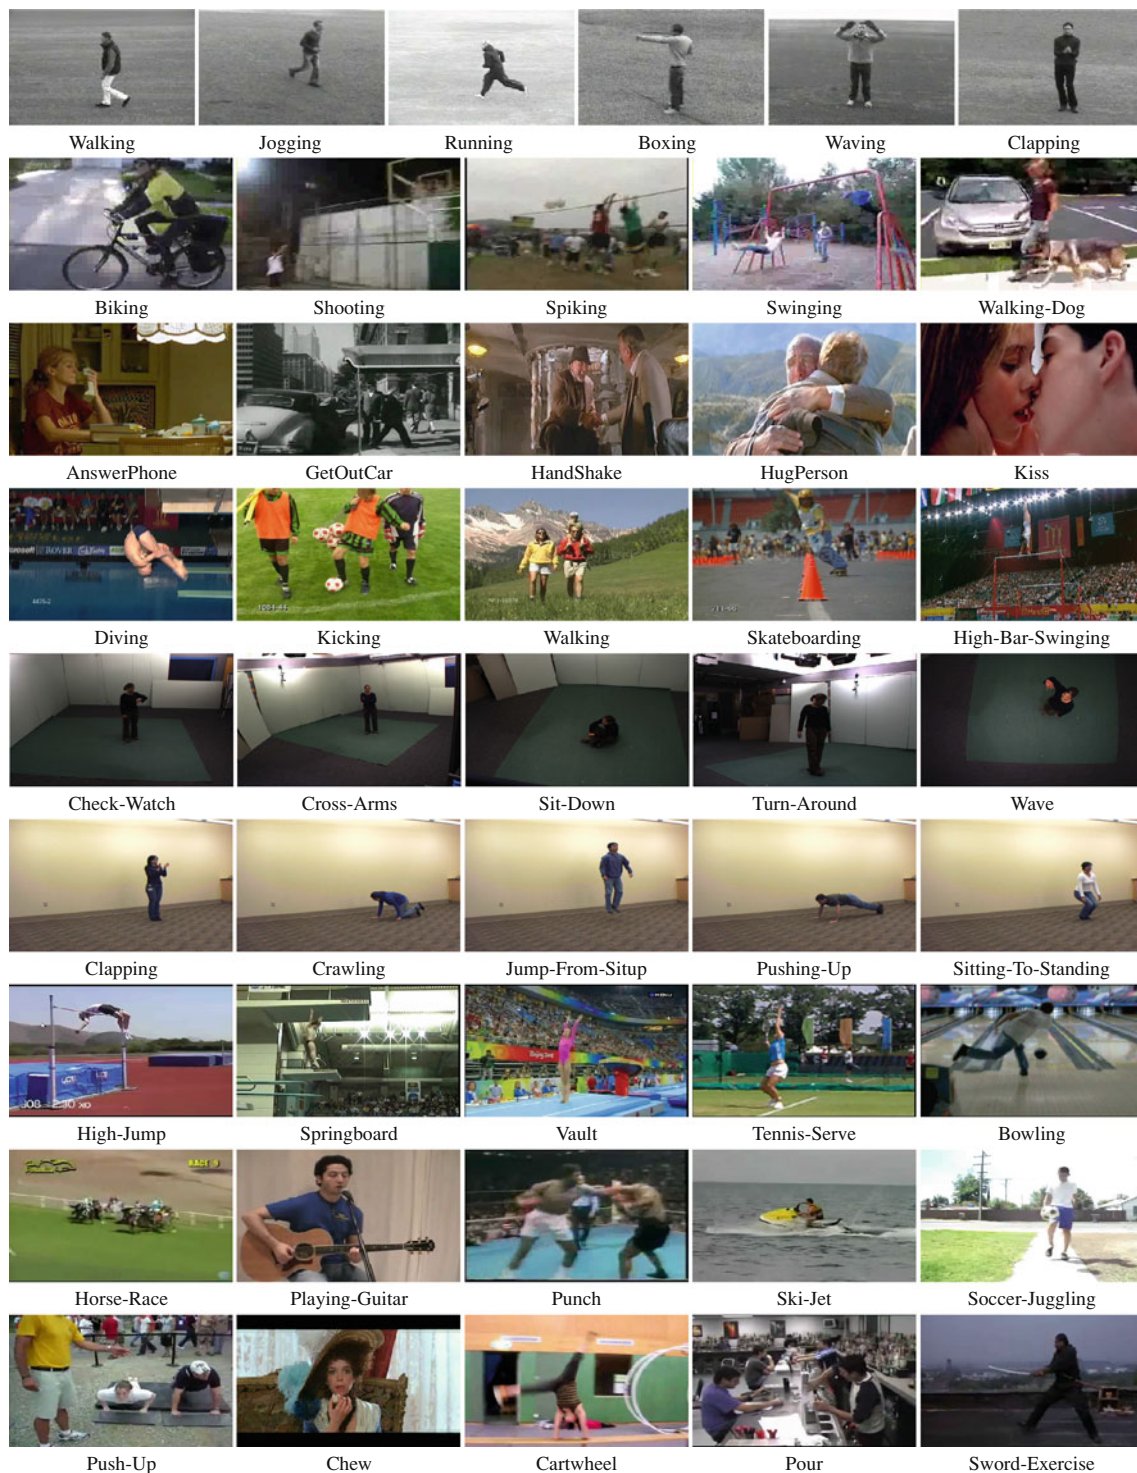 Walking Jogging Running Boxing Waving Clapping
Biking Shooting Spiking Swinging Walking-Dog
AnswerPhone GetOutCar HandShake HugPerson Kiss
Diving Kicking Walking Skateboarding High-Bar-Swinging
Check-Watch Cross-Arms Sit-Down Turn-Around Wave
Clapping Crawling Jump-From-Situp Pushing-Up Sitting-To-Standing
High-Jump Springboard Vault Tennis-Serve Bowling
RACE 9
Horse-Race Playing-Guitar Punch Ski-Jet Soccer-Juggling
Push-Up Chew Cartwheel Pour Sword-Exercise